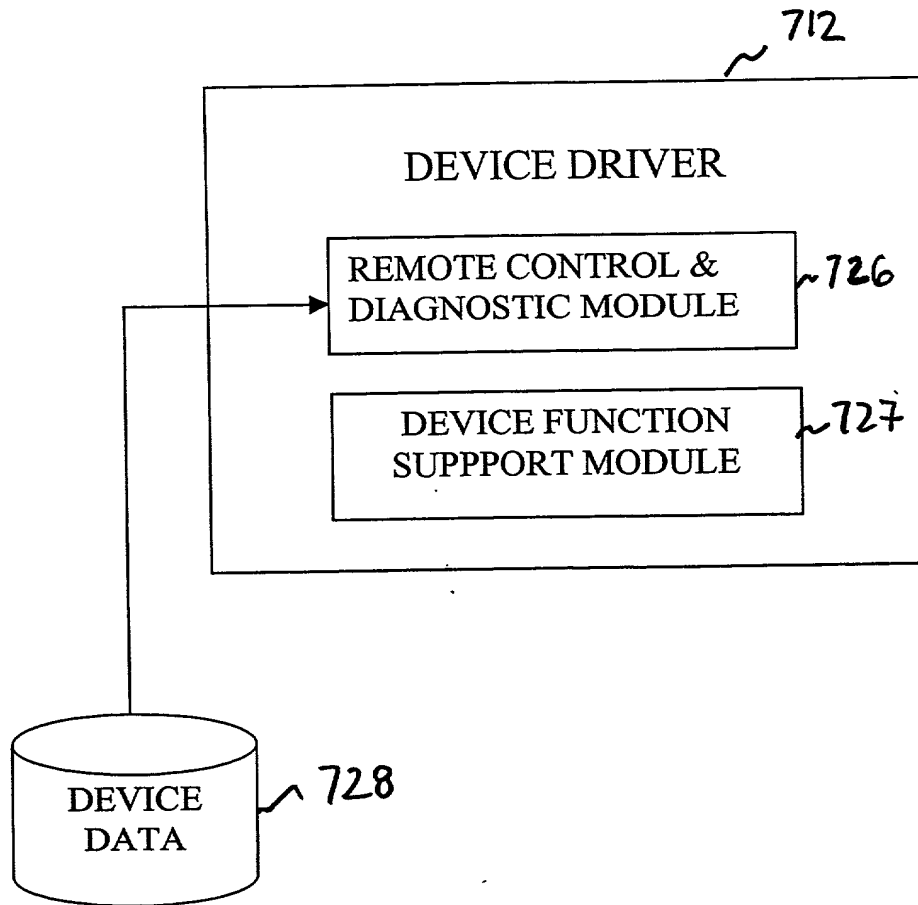 712
DEVICE DRIVER
REMOTE CONTROL &
DIAGNOSTIC MODULE
726
DEVICE FUNCTION
SUPPPORT MODULE
727
DEVICE
DATA
728